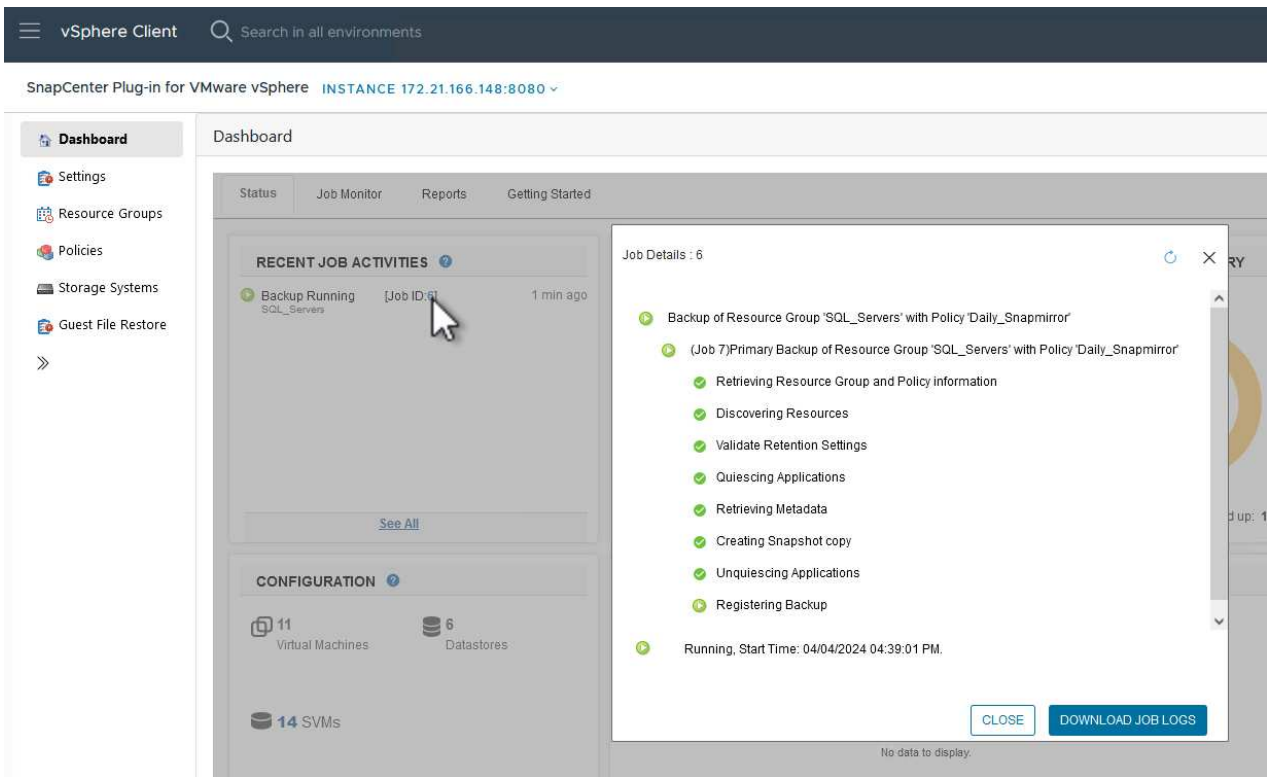 vSphere Client
Search in all environments
SnapCenter Plug-in for VMware vSphere INSTANCE 172.21.166.148:8080
Dashboard
Settings
Resource Groups
Policies
Storage Systems
Guest File Restore
Dashboard
Status Job Monitor Reports Getting Started
RECENT JOB ACTIVITIES
Backup Running [Job ID:6] 1 min ago
SQL_Servers
See All
CONFIGURATION
11
Virtual Machines
6
Datastores
14 SVMs
RY
d up: 1
Job Details : 6
Backup of Resource Group 'SQL_Servers' with Policy 'Daily_Snapmirror'
(Job 7)Primary Backup of Resource Group 'SQL_Servers' with Policy 'Daily_Snapmirror'
Retrieving Resource Group and Policy information
Discovering Resources
Validate Retention Settings
Quiescing Applications
Retrieving Metadata
Creating Snapshot copy
Unquiescing Applications
Registering Backup
Running, Start Time: 04/04/2024 04:39:01 PM.
CLOSE DOWNLOAD JOB LOGS
No data to display.